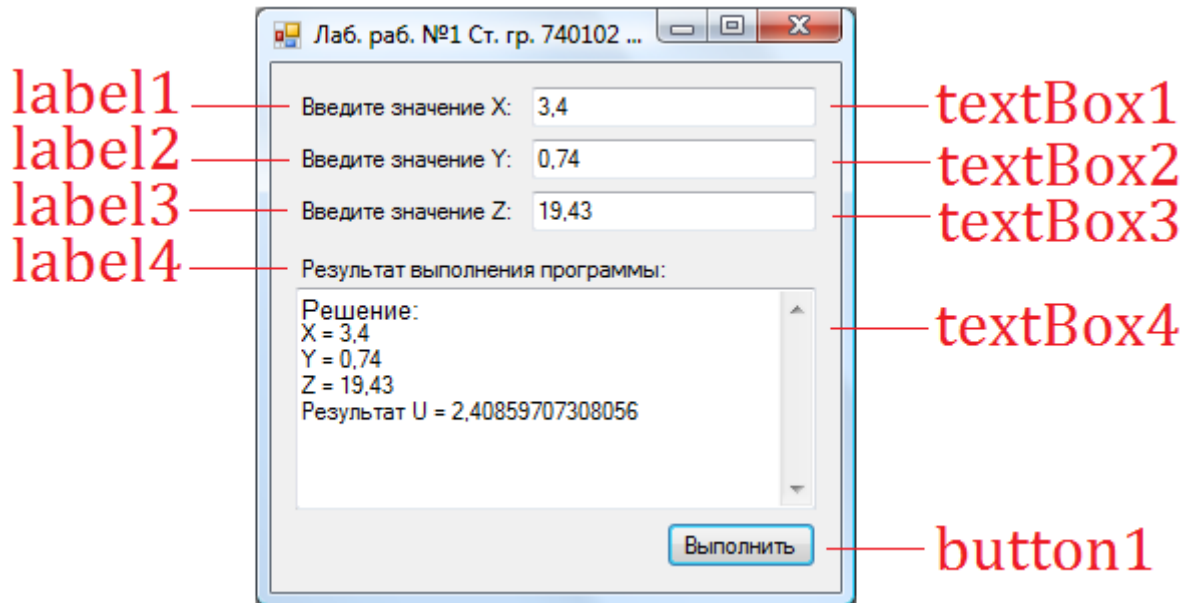 Лаб. раб. №1 Ст. гр. 740102 ...
label1 Введите значение X: 3,4 textBox1
label2 Введите значение Y: 0,74 textBox2
label3 Введите значение Z: 19,43 textBox3
label4 Результат выполнения программы:
Решение:
X = 3,4 textBox4
Y = 0,74
Z = 19,43
Результат U = 2,40859707308056
Выполнить button1